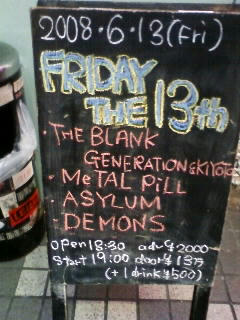 2008.6.13(Fri)
FRIDAY
THE 13th
・THE BLANK
GENERATION & KIYOTO
・MeTAL PiLL
・ASYLUM
・DEMONS
open 18:30 adv ¥2000
Start 19:00 door ¥
(+1 drink ¥500)